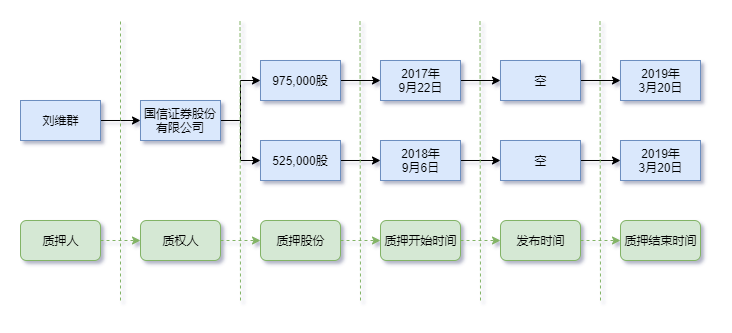 975,000股
2017年
9月22日
空
2019年
3月20日
刘维群
国信证券股份
有限公司
525,000股
2018年
9月6日
空
2019年
3月20日
质押人
质权人
质押股份
质押开始时间
发布时间
质押结束时间